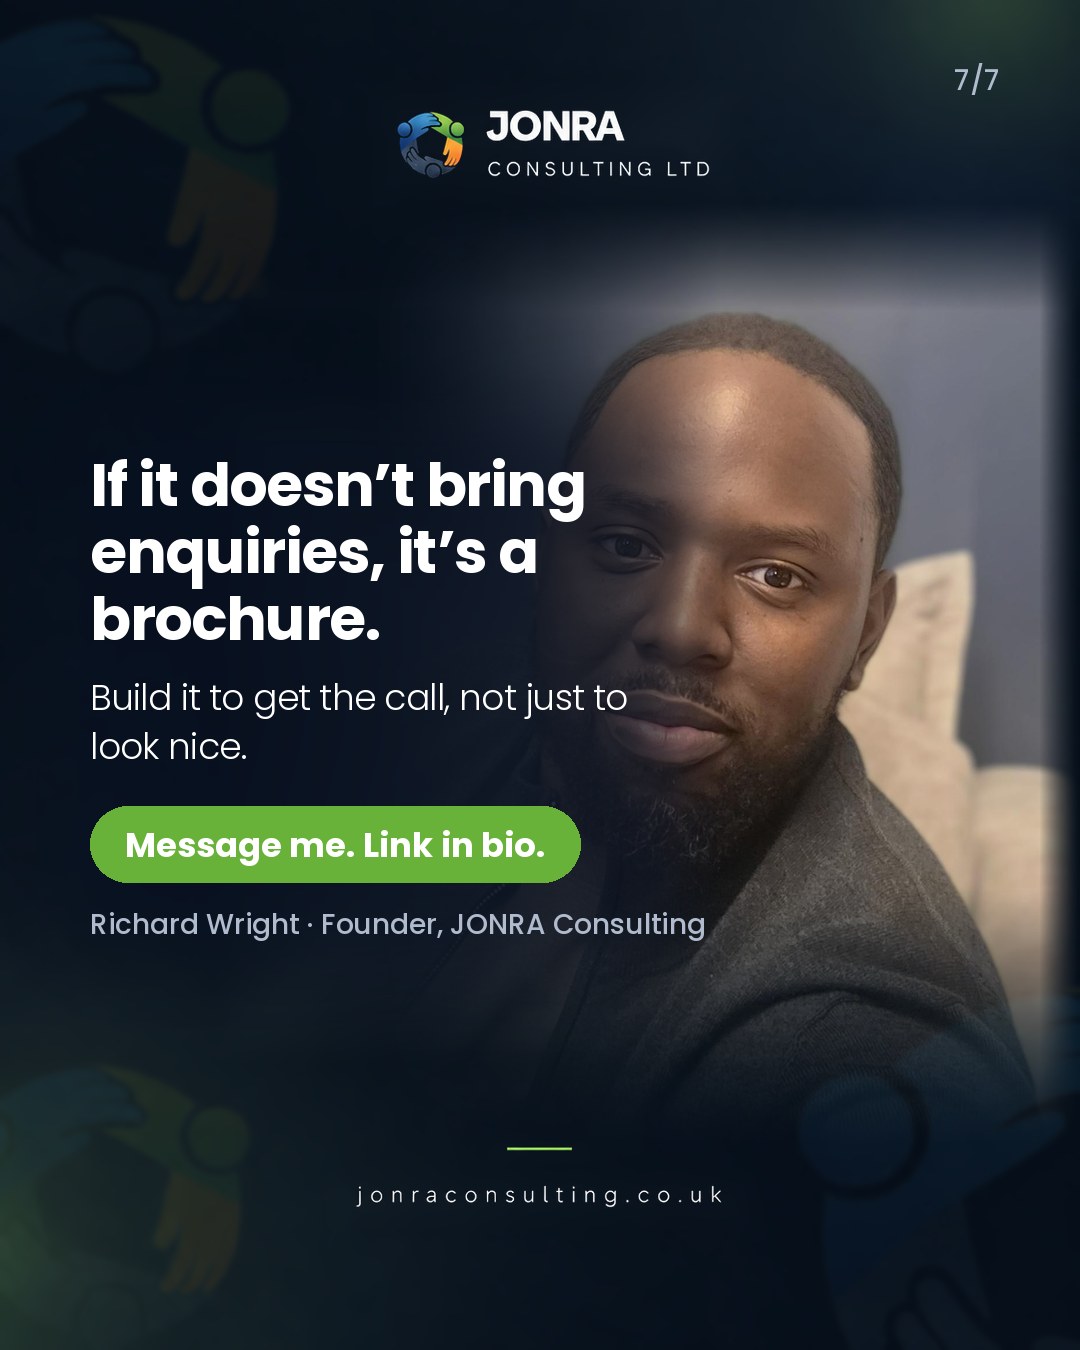 7/7
JONRA
CONSULTING LTD
If it doesn’t bring
enquiries, it’s a
brochure.
Build it to get the call, not just to
look nice.
Message me. Link in bio.
Richard Wright · Founder, JONRA Consulting
jonraconsulting.co.uk